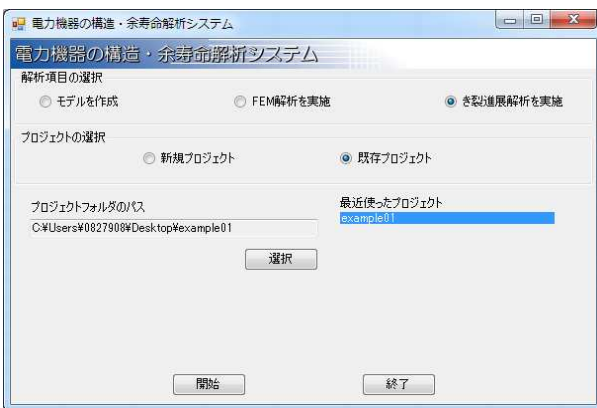 電力機器の構造・余寿命解析システム
電力機器の構造・余寿命解析システム
解析項目の選択
モデルを作成 FEM解析を実施 き裂進展解析を実施
プロジェクトの選択
新規プロジェクト 既存プロジェクト
プロジェクトフォルダのパス
C:¥Users¥0827908¥Desktop¥example01
選択
最近使ったプロジェクト
example01
開始 終了